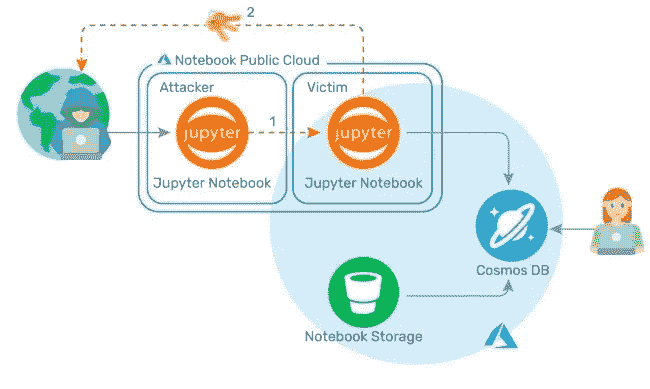 2
Notebook Public Cloud
Attacker
Victim
1
jupyter
jupyter
Jupyter Notebook
Jupyter Notebook
Cosmos DB
Notebook Storage